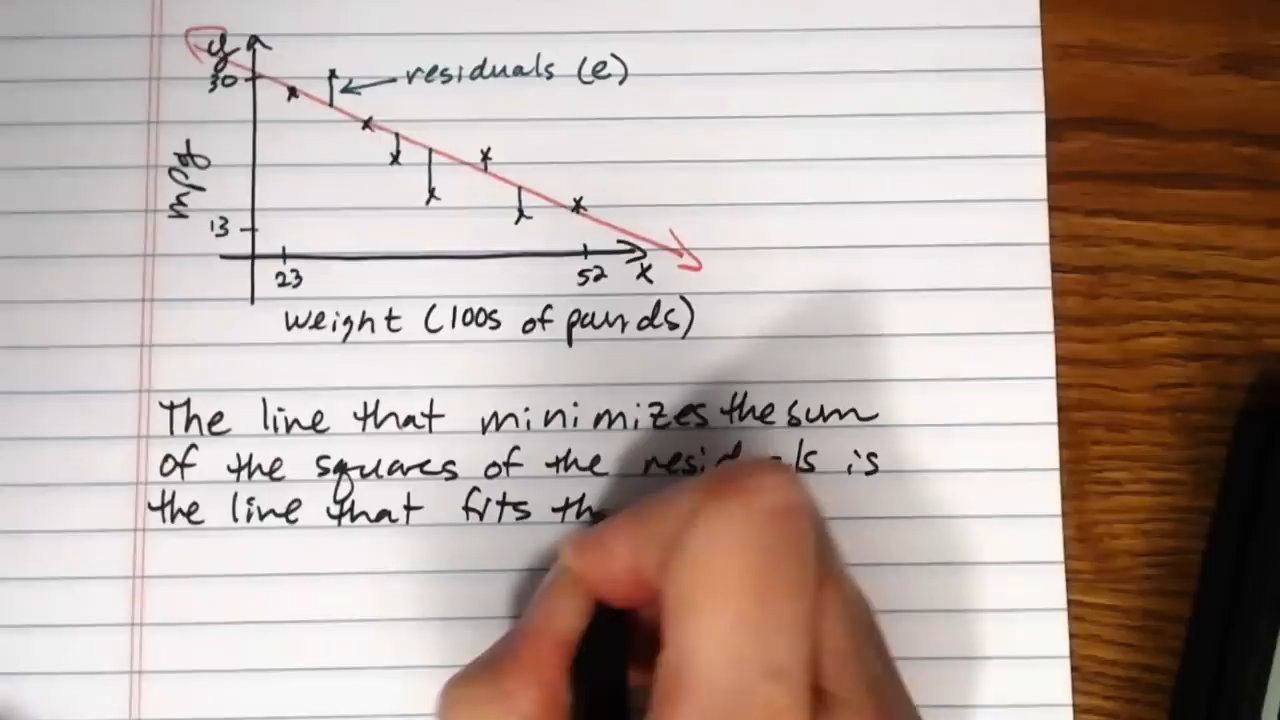 y
30
residuals (e)
mpg
13
23
52
x
weight (100s of pounds)
The line that minimizes the sum
of the squares of the residuals is
the line that fits